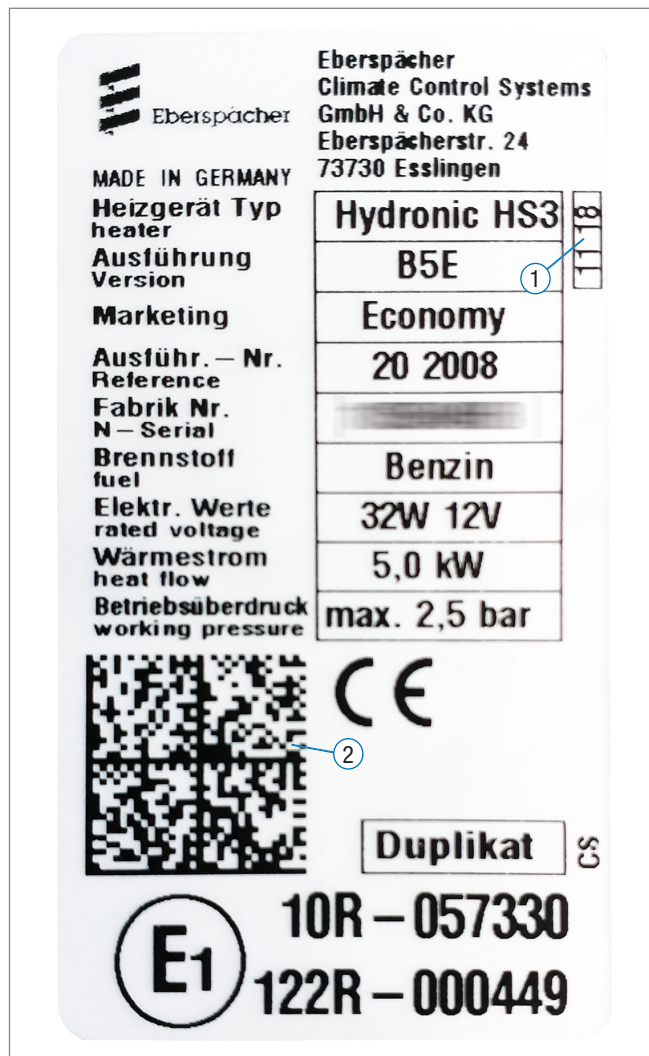 Eberspächer
Eberspächer
Climate Control Systems
GmbH & Co. KG
Eberspächerstr. 24
73730 Esslingen
MADE IN GERMANY
Heizgerät Typ
heater
Hydronic HS3
11 18
1
Ausführung
Version
B5E
Marketing
Economy
Ausführ. – Nr.
Reference
20 2008
Fabrik Nr.
N – Serial
Brennstoff
fuel
Benzin
Elektr. Werte
rated voltage
32W 12V
Wärmestrom
heat flow
5,0 kW
Betriebsüberdruck
working pressure
max. 2,5 bar
CE
2
Duplikat
CS
E1
10R – 057330
122R – 000449